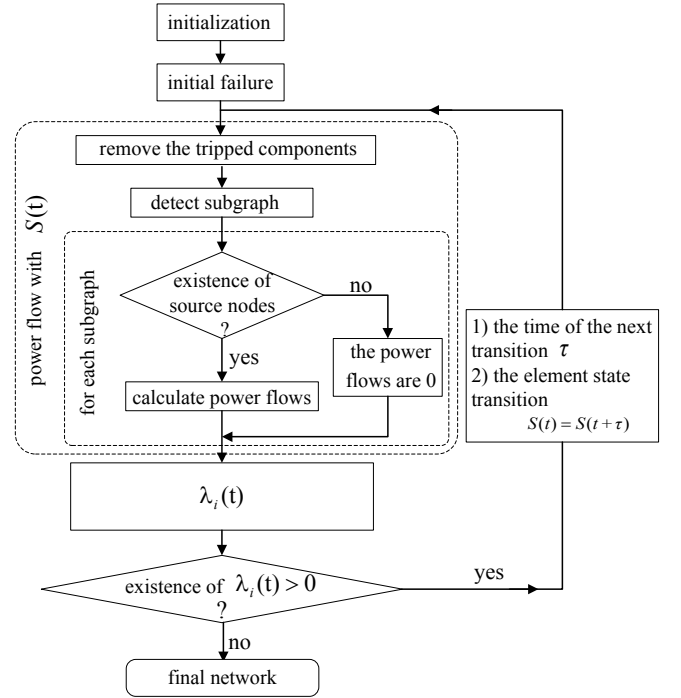 initialization
initial failure
power flow with S(t)
remove the tripped components
detect subgraph
for each subgraph
existence of
source nodes
?
no
yes
the power
flows are 0
calculate power flows
1) the time of the next
transition τ
2) the element state
transition
S(t) = S(t+τ)
λi(t)
existence of λi(t) > 0
?
yes
no
final network